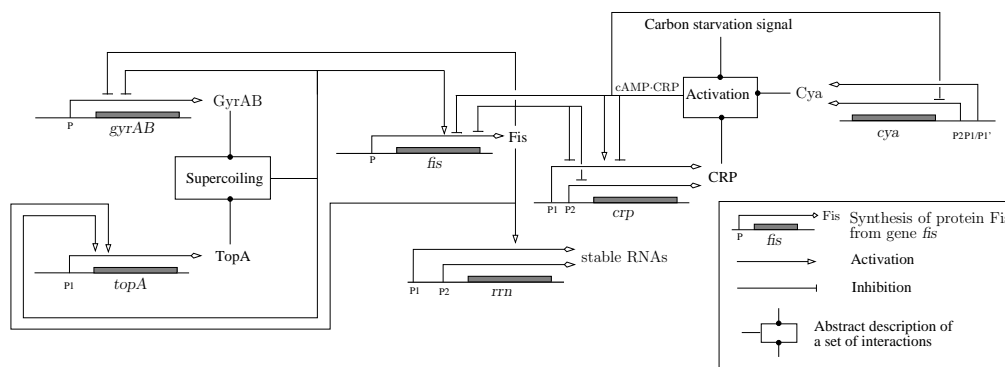 Carbon starvation signal
cAMP·CRP
Activation
Cya
GyrAB
P
gyrAB
P
fis
Fis
cya
P2 P1/P1'
Supercoiling
CRP
P1
P2
crp
TopA
P1
topA
stable RNAs
P1
P2
rrn
Fis
P
fis
Synthesis of protein Fis
from gene fis
Activation
Inhibition
Abstract description of
a set of interactions